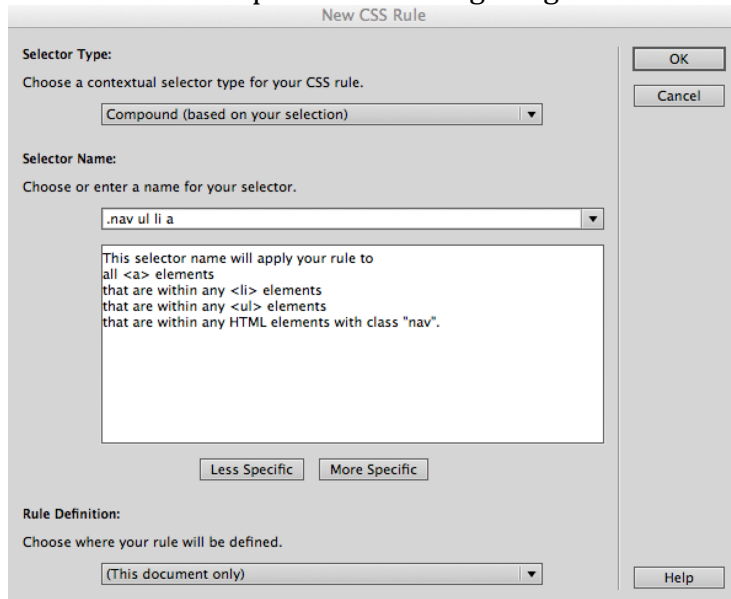 New CSS Rule
Selector Type:
OK
Choose a contextual selector type for your CSS rule.
Cancel
Compound (based on your selection)
Selector Name:
Choose or enter a name for your selector.
.nav ul li a
This selector name will apply your rule to
all <a> elements
that are within any <li> elements
that are within any <ul> elements
that are within any HTML elements with class "nav".
Less Specific More Specific
Rule Definition:
Choose where your rule will be defined.
(This document only)
Help